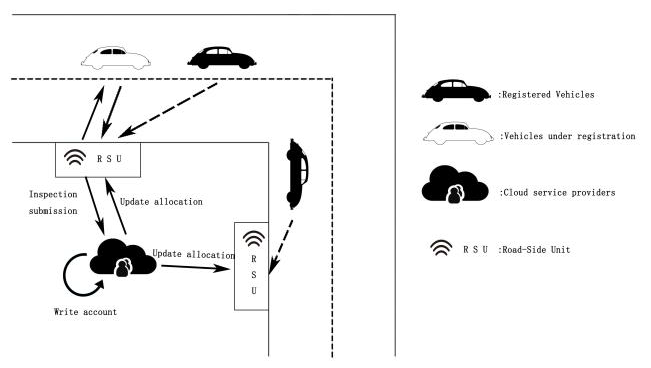 R S U
Inspection
submission
Update allocation
Update allocation
R
S
U
Write account
:Registered Vehicles
:Vehicles under registration
:Cloud service providers
R S U :Road-Side Unit